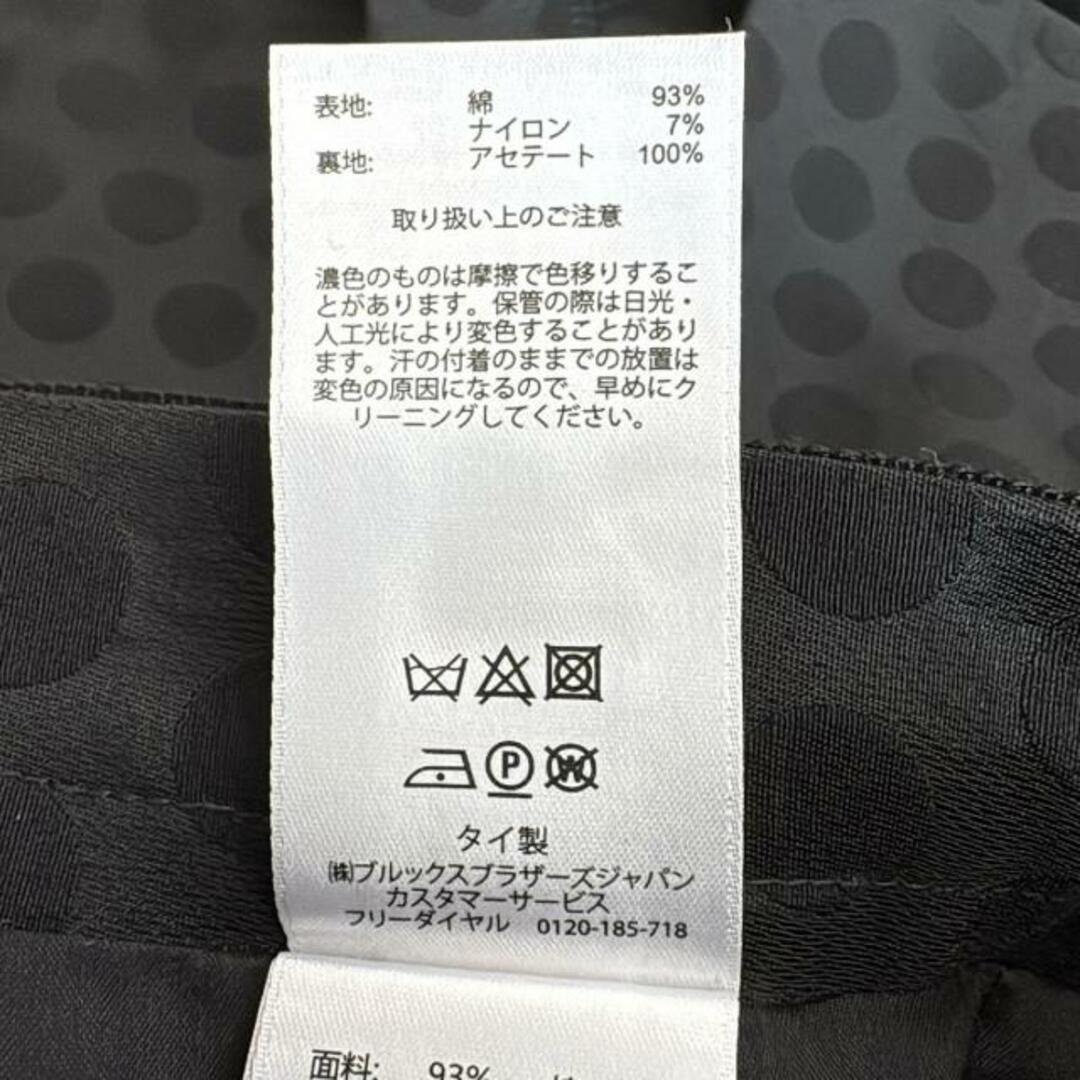 表地: 綿 93%
ナイロン 7%
裏地: アセテート 100%
取り扱い上のご注意
濃色のものは摩擦で色移りするこ
とがあります。保管の際は日光・
人工光により変色することがあり
ます。汗の付着のままでの放置は
変色の原因になるので、早めにク
リーニングしてください。
P W
タイ製
㈱ブルックスブラザーズジャパン
カスタマーサービス
フリーダイヤル 0120-185-718
面料: 93%